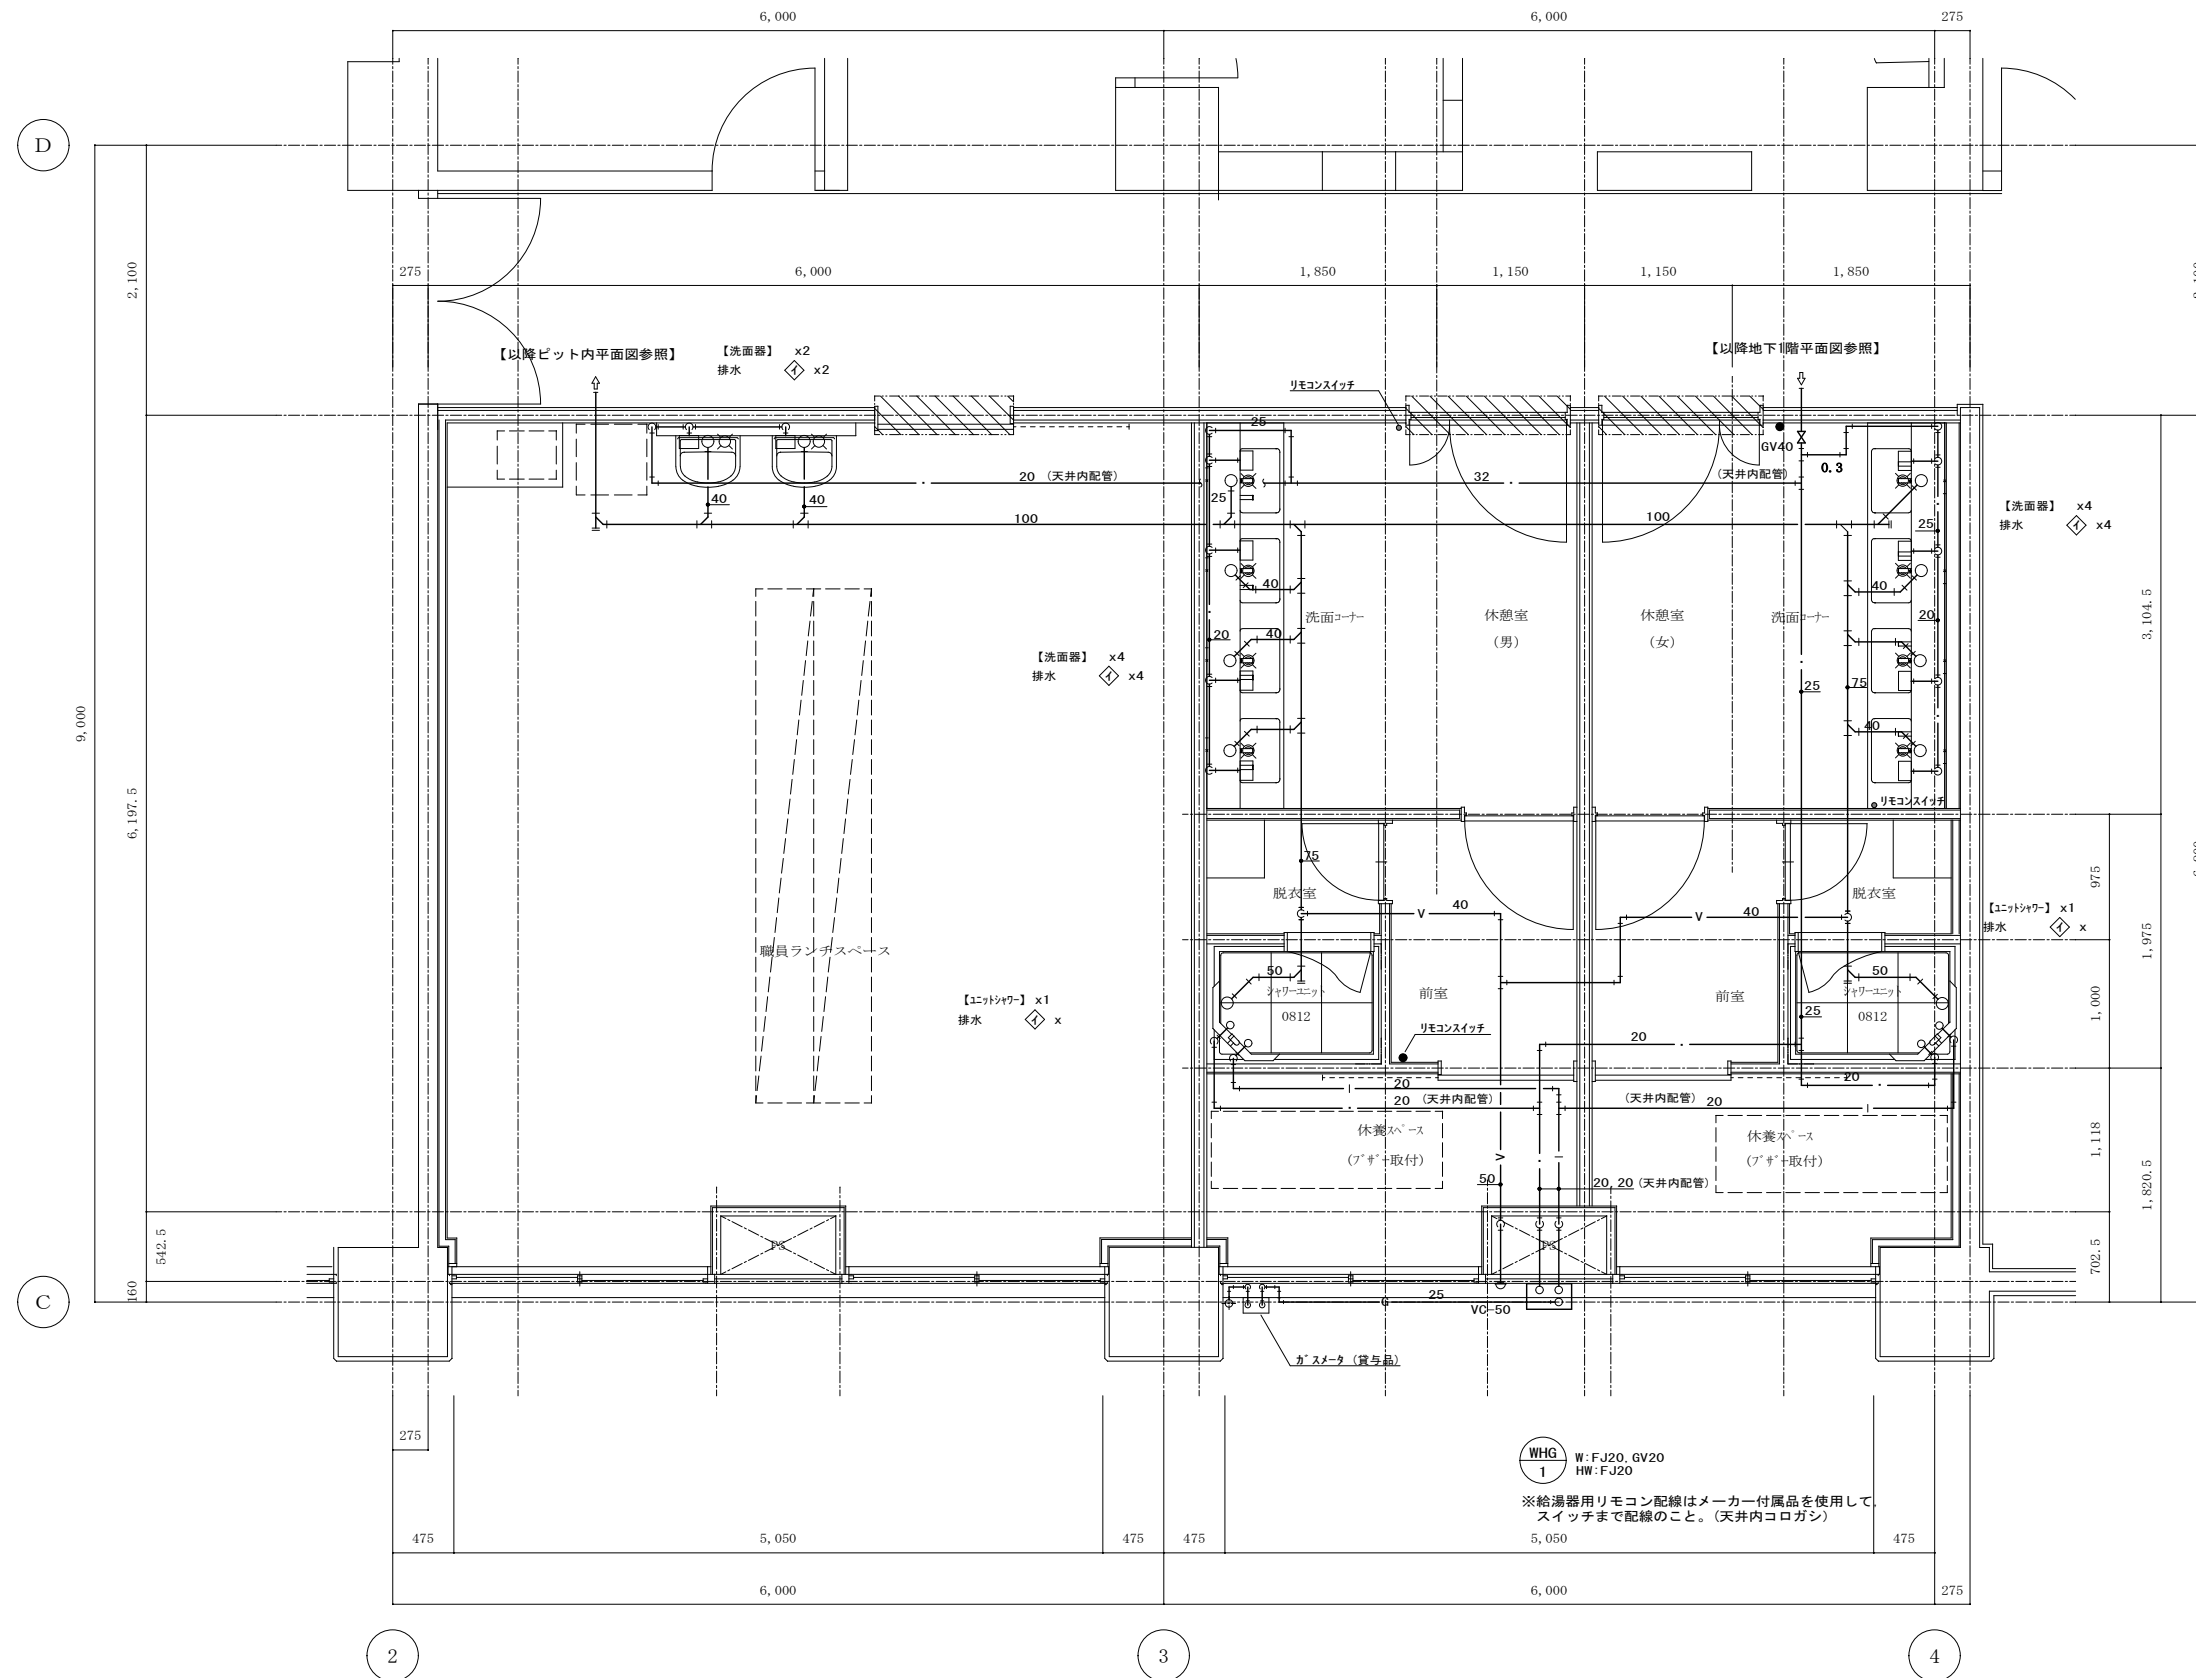 6,000
6,000
275
D
2,100
275
6,000
1,850
1,150
1,150
1,850
【以降ピット内平面図参照】
【洗面器】 x2
排水 イ x2
【以降地下1階平面図参照】
リモコンスイッチ
25
GV40
20 (天井内配管)
32
(天井内配管)
0.3
40
40
25
100
100
【洗面器】 x4
排水 イ x4
25
40
40
洗面コーナー
休憩室
(男)
休憩室
(女)
洗面コーナー
20
40
20
3,104.5
【洗面器】 x4
排水 イ x4
25
75
40
9,000
6,197.5
リモコンスイッチ
75
975
脱衣室
脱衣室
V 40
V 40
【ユニットシャワー】 x1
排水 イ x
職員ランチスペース
1,975
50
50
シャワーユニット
0812
前室
前室
シャワーユニット
0812
【ユニットシャワー】 x1
排水 イ x
1,000
25
リモコンスイッチ
20
20
20
20 (天井内配管)
(天井内配管) 20
休養スペース
(ブザー取付)
休養スペース
(ブザー取付)
1,118
V
50
20,20 (天井内配管)
1,820.5
PS
PS
542.5
702.5
160
C
G 25
VC-50
ガスメータ (貸与品)
275
WHG
1
W:FJ20, GV20
HW:FJ20
※給湯器用リモコン配線はメーカー付属品を使用して,
スイッチまで配線のこと。(天井内コロガシ)
475
5,050
475
475
5,050
475
6,000
6,000
275
2
3
4